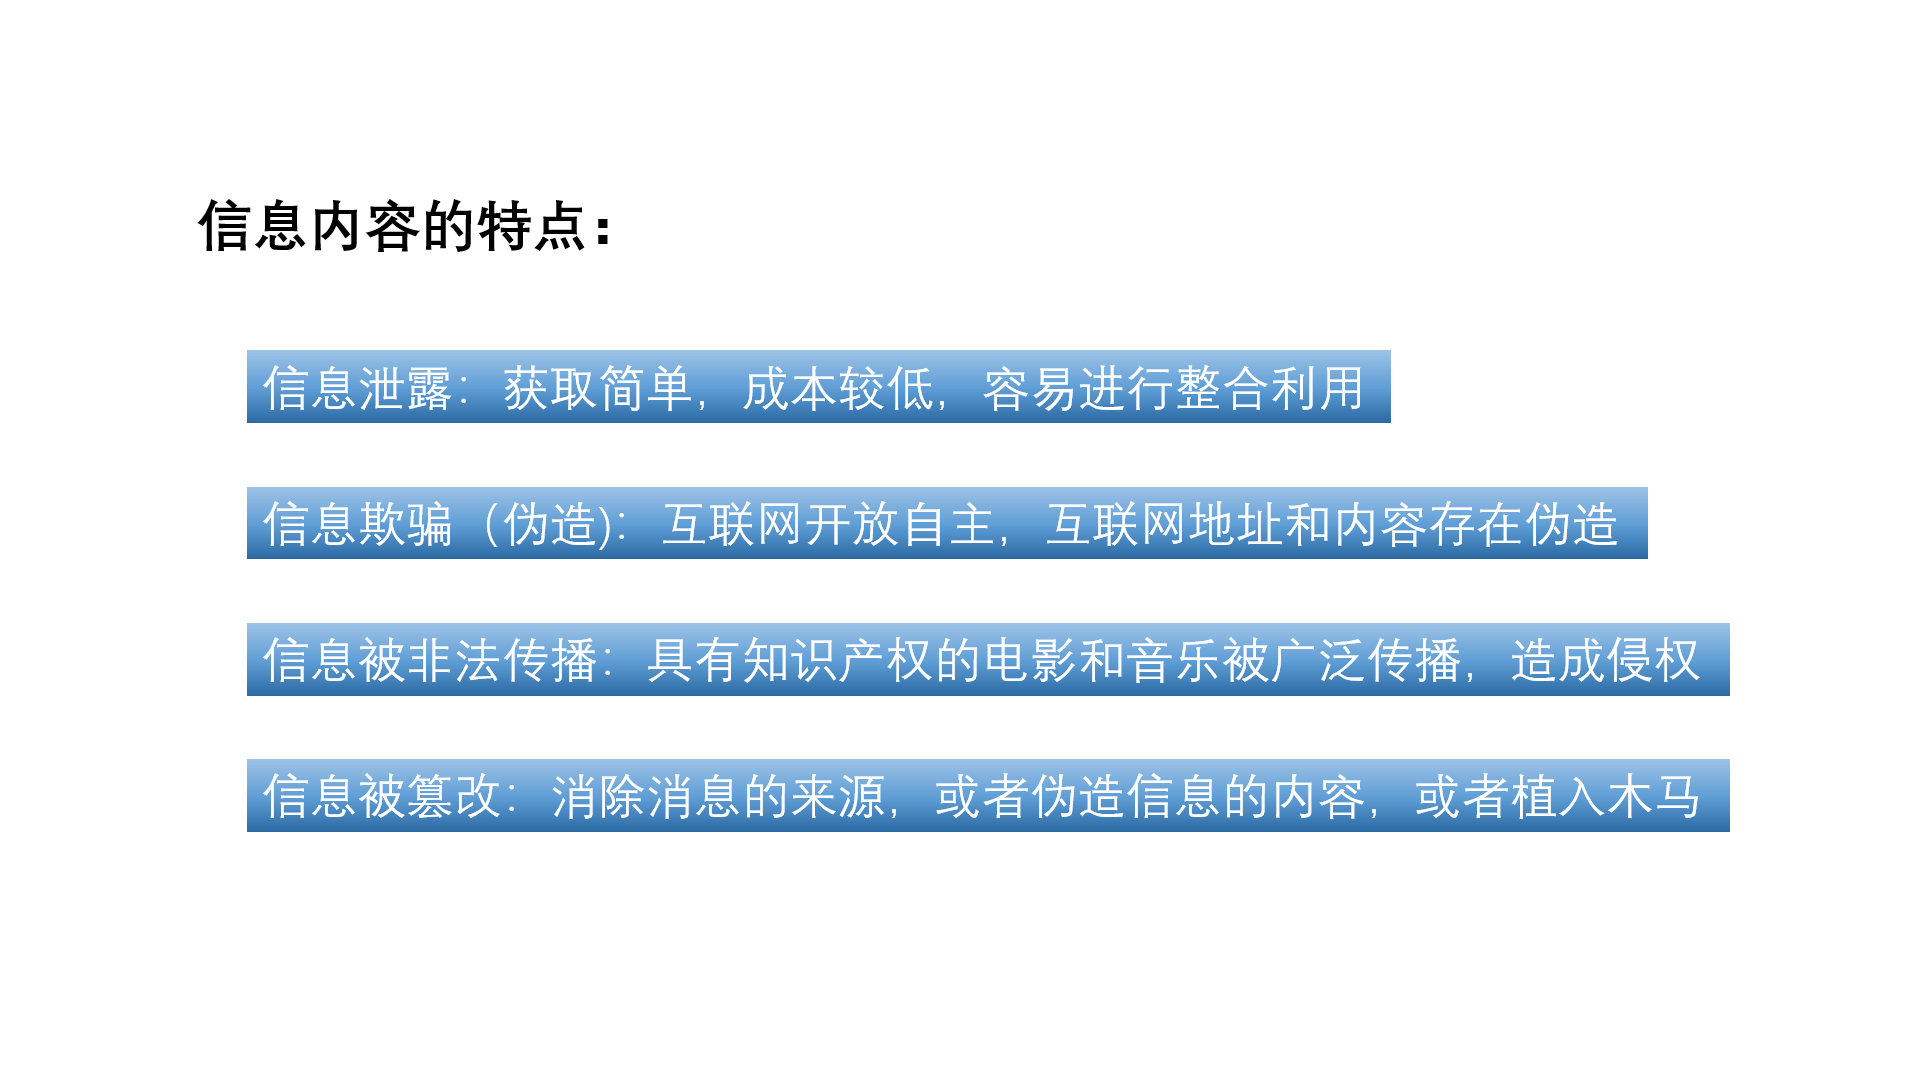 信息内容的特点：
信息泄露：获取简单，成本较低，容易进行整合利用
信息欺骗（伪造）：互联网开放自主，互联网地址和内容存在伪造
信息被非法传播：具有知识产权的电影和音乐被广泛传播，造成侵权
信息被篡改：消除消息的来源，或者伪造信息的内容，或者植入木马